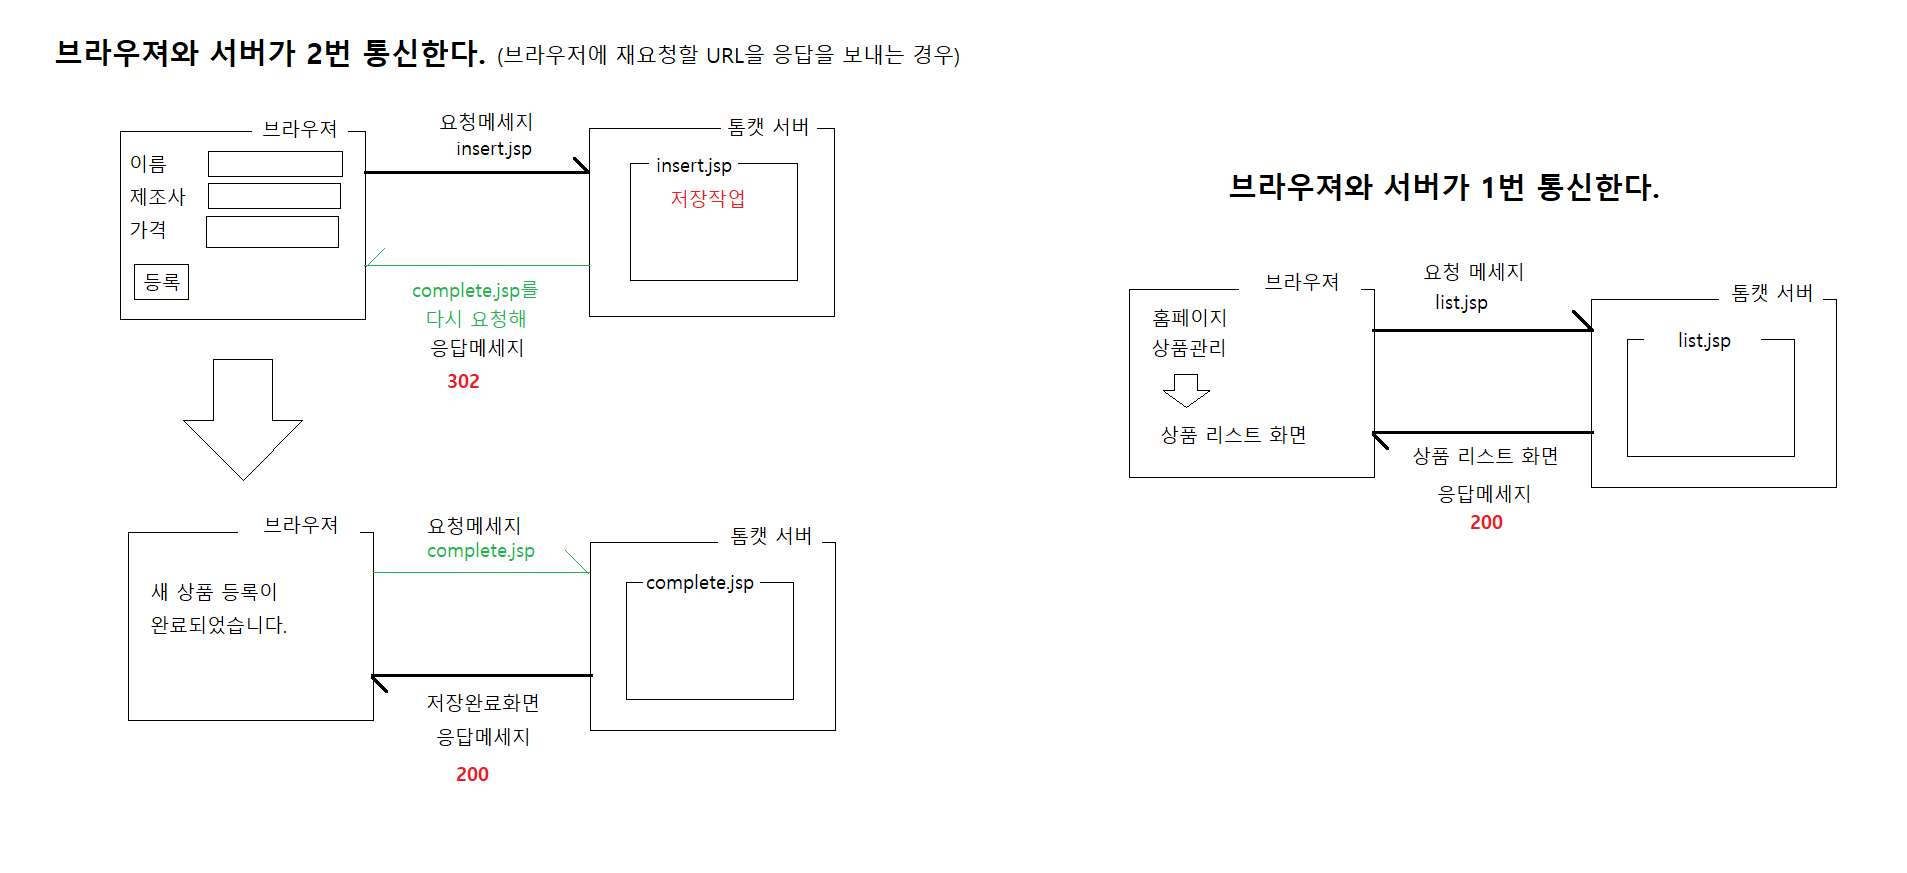 브라우져와 서버가 2번 통신한다. (브라우저에 재요청할 URL을 응답을 보내는 경우)
브라우져
이름
제조사
가격
등록
요청메세지
insert.jsp
톰캣 서버
insert.jsp
저장작업
complete.jsp를
다시 요청해
응답메세지
302
브라우져
새 상품 등록이
완료되었습니다.
요청메세지
complete.jsp
톰캣 서버
complete.jsp
저장완료화면
응답메세지
200
브라우져와 서버가 1번 통신한다.
브라우져
홈페이지
상품관리
상품 리스트 화면
요청 메세지
list.jsp
톰캣 서버
list.jsp
상품 리스트 화면
응답메세지
200